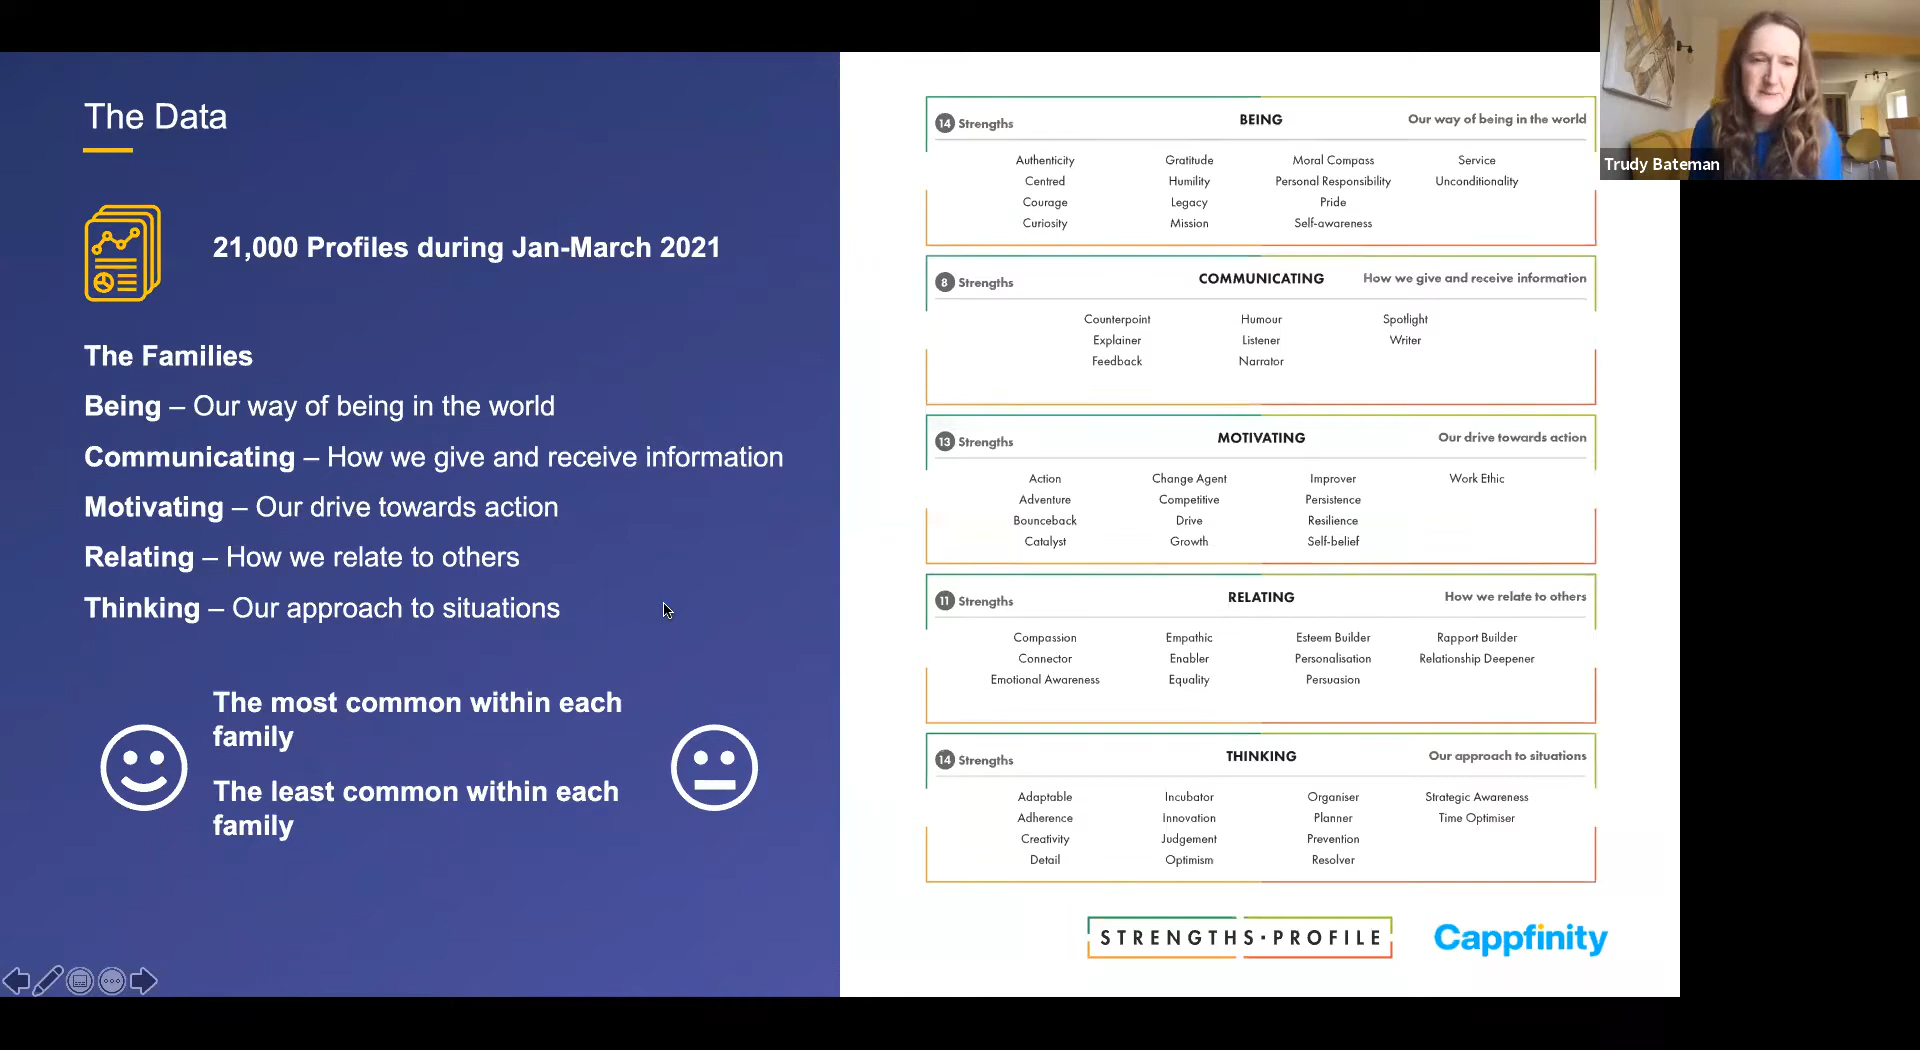 The Data
21,000 Profiles during Jan-March 2021
The Families
Being – Our way of being in the world
Communicating – How we give and receive information
Motivating – Our drive towards action
Relating – How we relate to others
Thinking – Our approach to situations
The most common within each
family
The least common within each
family
14 Strengths BEING Our way of being in the world
Authenticity Gratitude Moral Compass Service
Centred Humility Personal Responsibility Unconditionality
Courage Legacy Pride
Curiosity Mission Self-awareness
8 Strengths COMMUNICATING How we give and receive information
Counterpoint Humour Spotlight
Explainer Listener Writer
Feedback Narrator
13 Strengths MOTIVATING Our drive towards action
Action Change Agent Improver Work Ethic
Adventure Competitive Persistence
Bounceback Drive Resilience
Catalyst Growth Self-belief
11 Strengths RELATING How we relate to others
Compassion Empathic Esteem Builder Rapport Builder
Connector Enabler Personalisation Relationship Deepener
Emotional Awareness Equality Persuasion
14 Strengths THINKING Our approach to situations
Adaptable Incubator Organiser Strategic Awareness
Adherence Innovation Planner Time Optimiser
Creativity Judgement Prevention
Detail Optimism Resolver
STRENGTHS·PROFILE
Cappfinity
Trudy Bateman